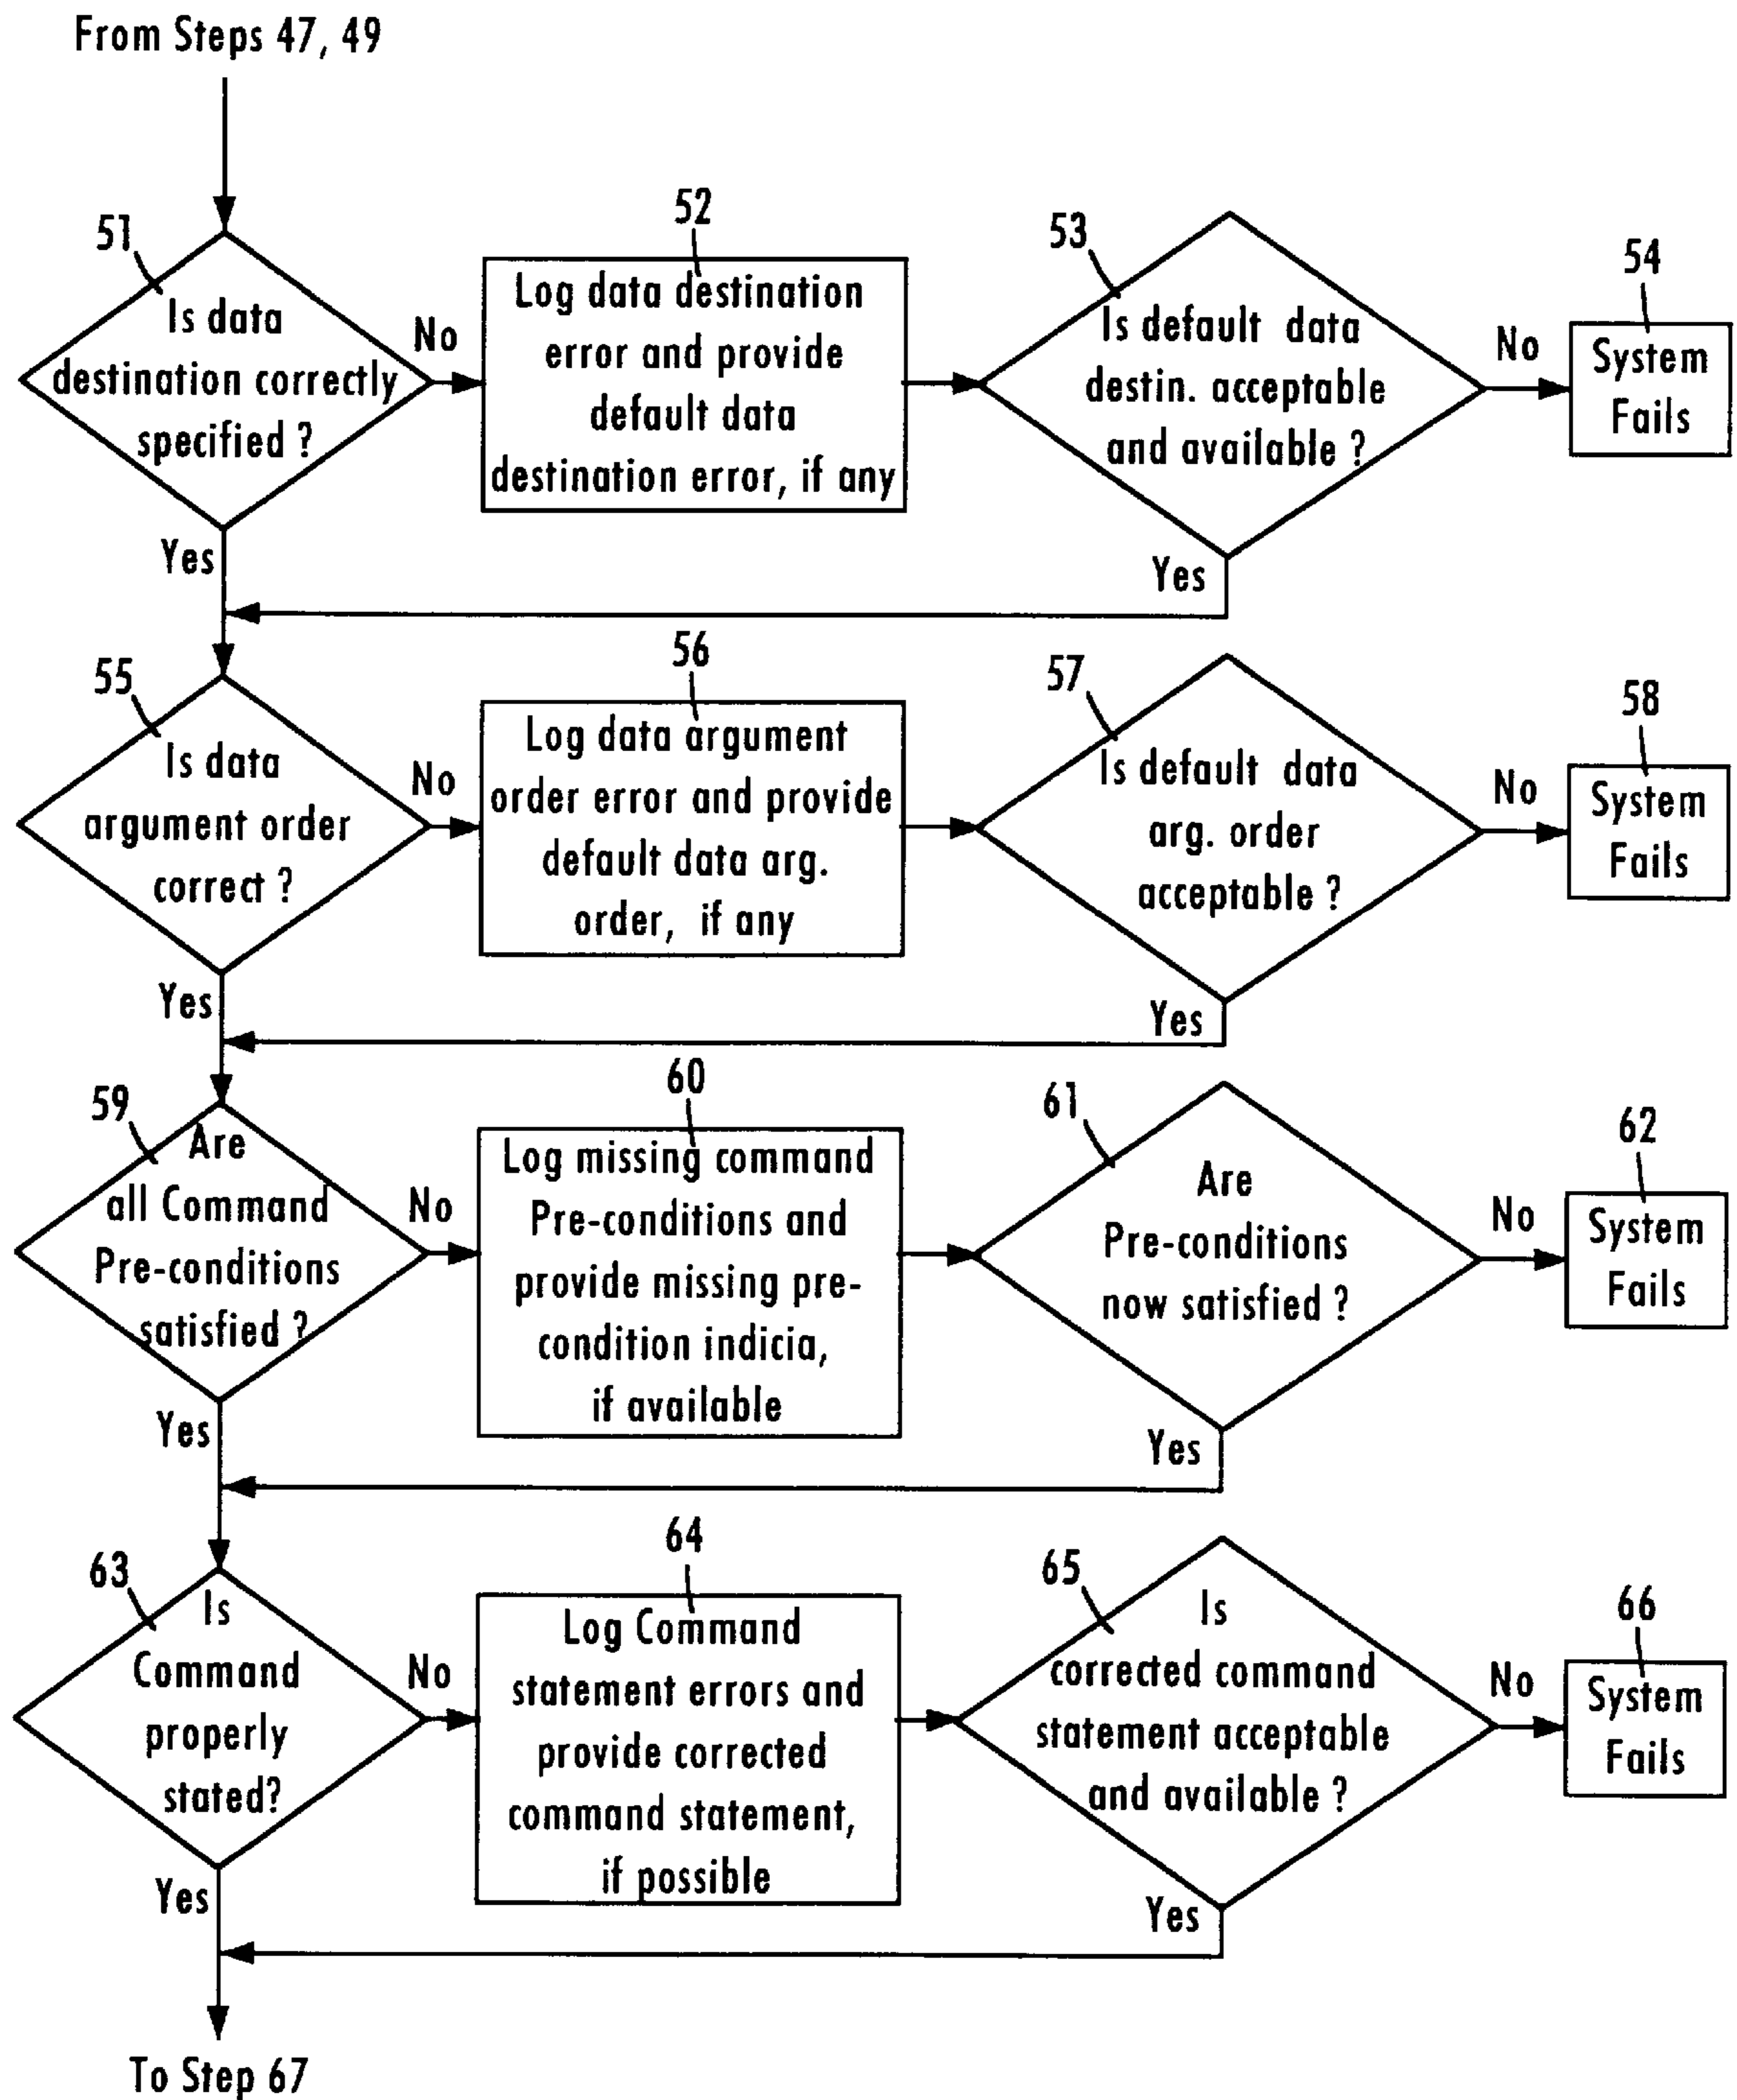 From Steps 47, 49
51
Is data
destination correctly
specified ?
No
Yes
52
Log data destination
error and provide
default data
destination error, if any
53
Is default data
destin. acceptable
and available ?
No
Yes
54
System
Fails
55
Is data
argument order
correct ?
No
Yes
56
Log data argument
order error and provide
default data arg.
order, if any
57
Is default data
arg. order
acceptable ?
No
Yes
58
System
Fails
59
Are
all Command
Pre-conditions
satisfied ?
No
Yes
60
Log missing command
Pre-conditions and
provide missing pre-
condition indicia,
if available
61
Are
Pre-conditions
now satisfied ?
No
Yes
62
System
Fails
63
Is
Command
properly
stated?
No
Yes
64
Log Command
statement errors and
provide corrected
command statement,
if possible
65
Is
corrected command
statement acceptable
and available ?
No
Yes
66
System
Fails
To Step 67